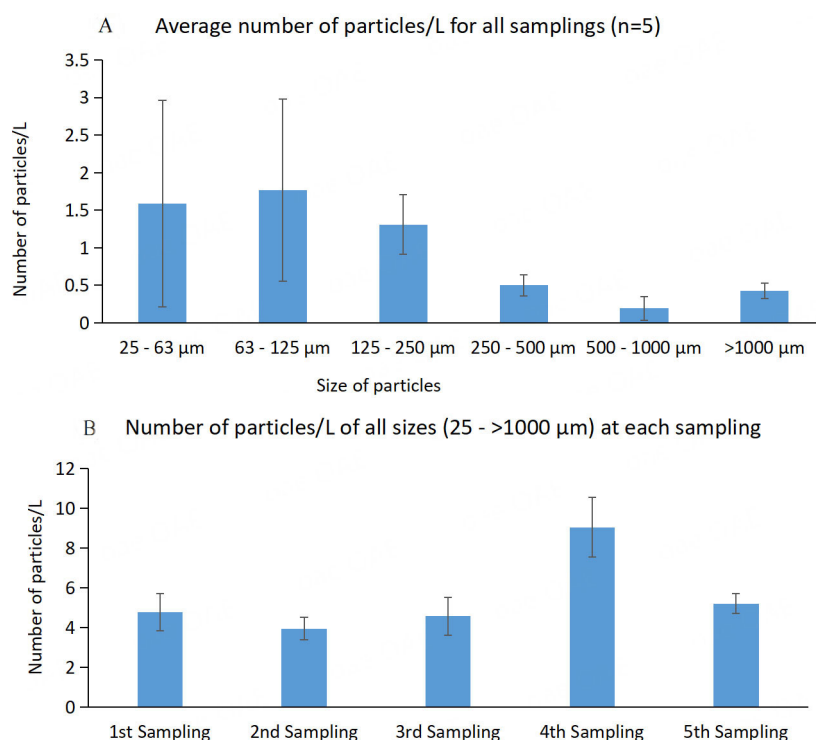 A Average number of particles/L for all samplings (n=5)
3.5
3
2.5
2
1.5
1
0.5
0
Number of particles/L
25 - 63 µm 63 - 125 µm 125 - 250 µm 250 - 500 µm 500 - 1000 µm >1000 µm
Size of particles
B Number of particles/L of all sizes (25 - >1000 µm) at each sampling
12
10
8
6
4
2
0
Number of particles/L
1st Sampling 2nd Sampling 3rd Sampling 4th Sampling 5th Sampling